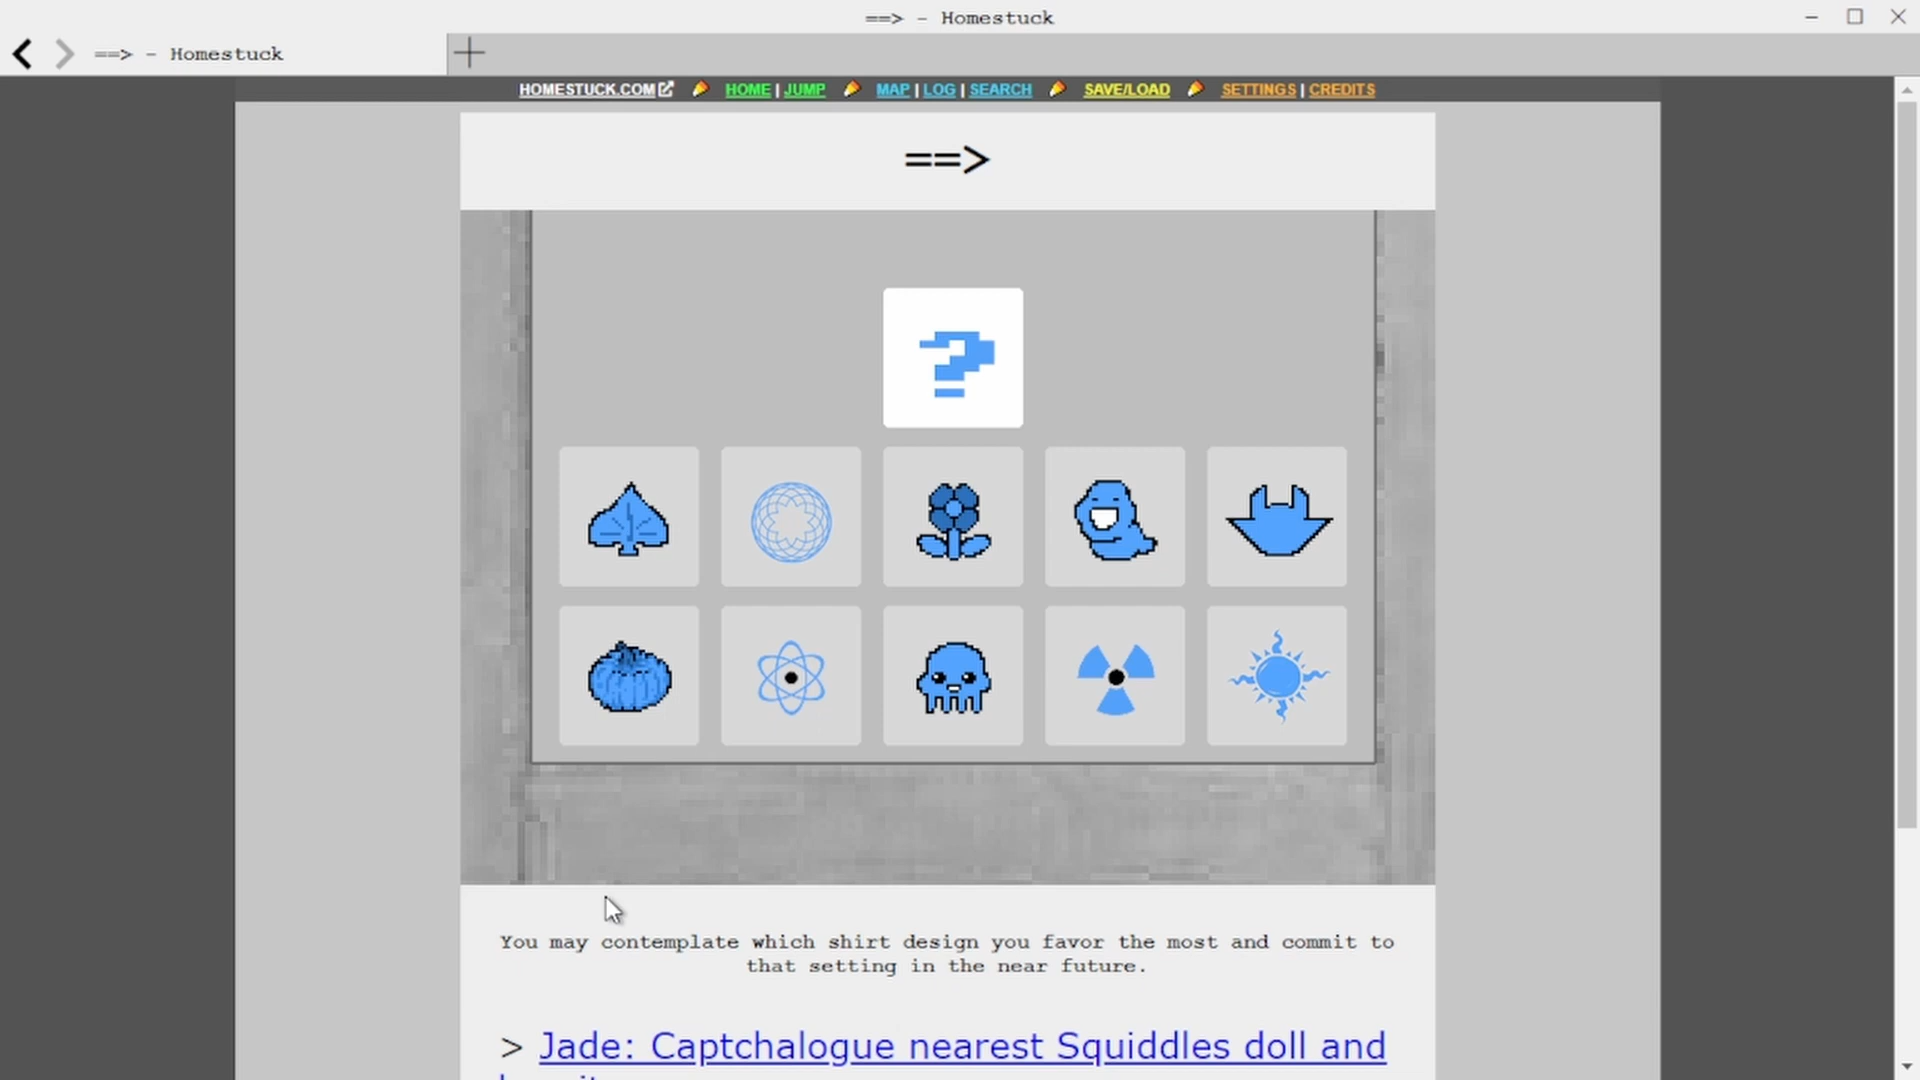 ==> - Homestuck
==> - Homestuck
HOMESTUCK.COM HOME | JUMP MAP | LOG | SEARCH SAVE/LOAD SETTINGS | CREDITS
==>
?
You may contemplate which shirt design you favor the most and commit to
that setting in the near future.
> Jade: Captchalogue nearest Squiddles doll and